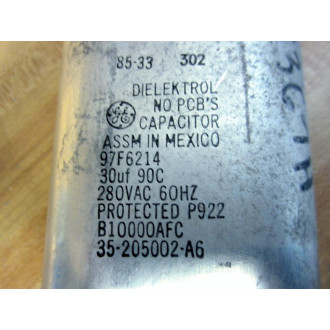 85-33 302
DIELEKTROL
NO PCB'S
GE CAPACITOR
ASSM IN MEXICO
97F6214
30uf 90C
280VAC 60HZ
PROTECTED P922
B10000AFC
35-205002-A6